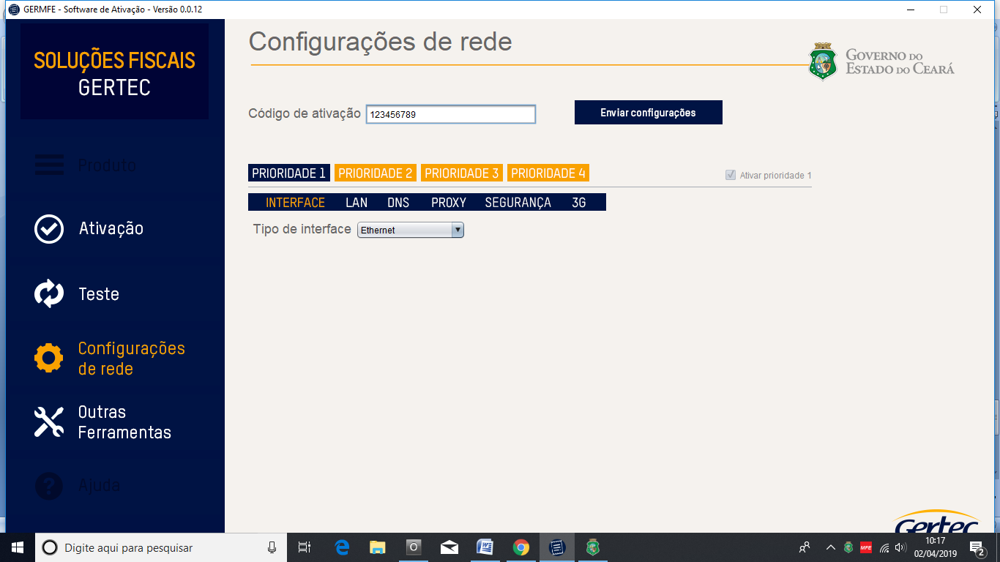 GERMFE - Software de Ativação - Versão 0.0.12
SOLUÇÕES FISCAIS
GERTEC
Produto
Ativação
Teste
Configurações
de rede
Outras
Ferramentas
Ajuda
Configurações de rede
GOVERNO DO
ESTADO DO CEARÁ
Código de ativação 123456789 Enviar configurações
PRIORIDADE 1 PRIORIDADE 2 PRIORIDADE 3 PRIORIDADE 4 Ativar prioridade 1
INTERFACE LAN DNS PROXY SEGURANÇA 3G
Tipo de interface Ethernet
Gertec
Digite aqui para pesquisar
MFE
10:17
02/04/2019
2